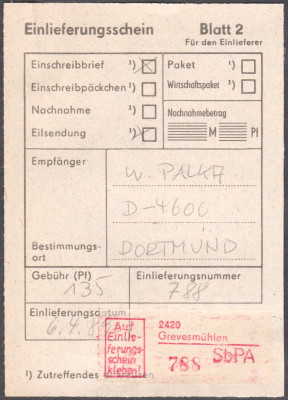 Einlieferungsschein Blatt 2
Für den Einlieferer
Einschreibbrief ¹) Paket ¹)
Einschreibpäckchen ¹) Wirtschaftspaket ¹)
Nachnahme ¹) Nachnahmebetrag
Eilsendung ¹) M Pf
Empfänger W. PALKA
D-4600
Bestimmungs-
ort DORTMUND
Gebühr (Pf) Einlieferungsnummer
135 788
Einlieferungsdatum
Auf
Einlie-
ferungs-
schein
kleben!
2420
Grevesmühlen
788 SbPA
¹) Zutreffendes